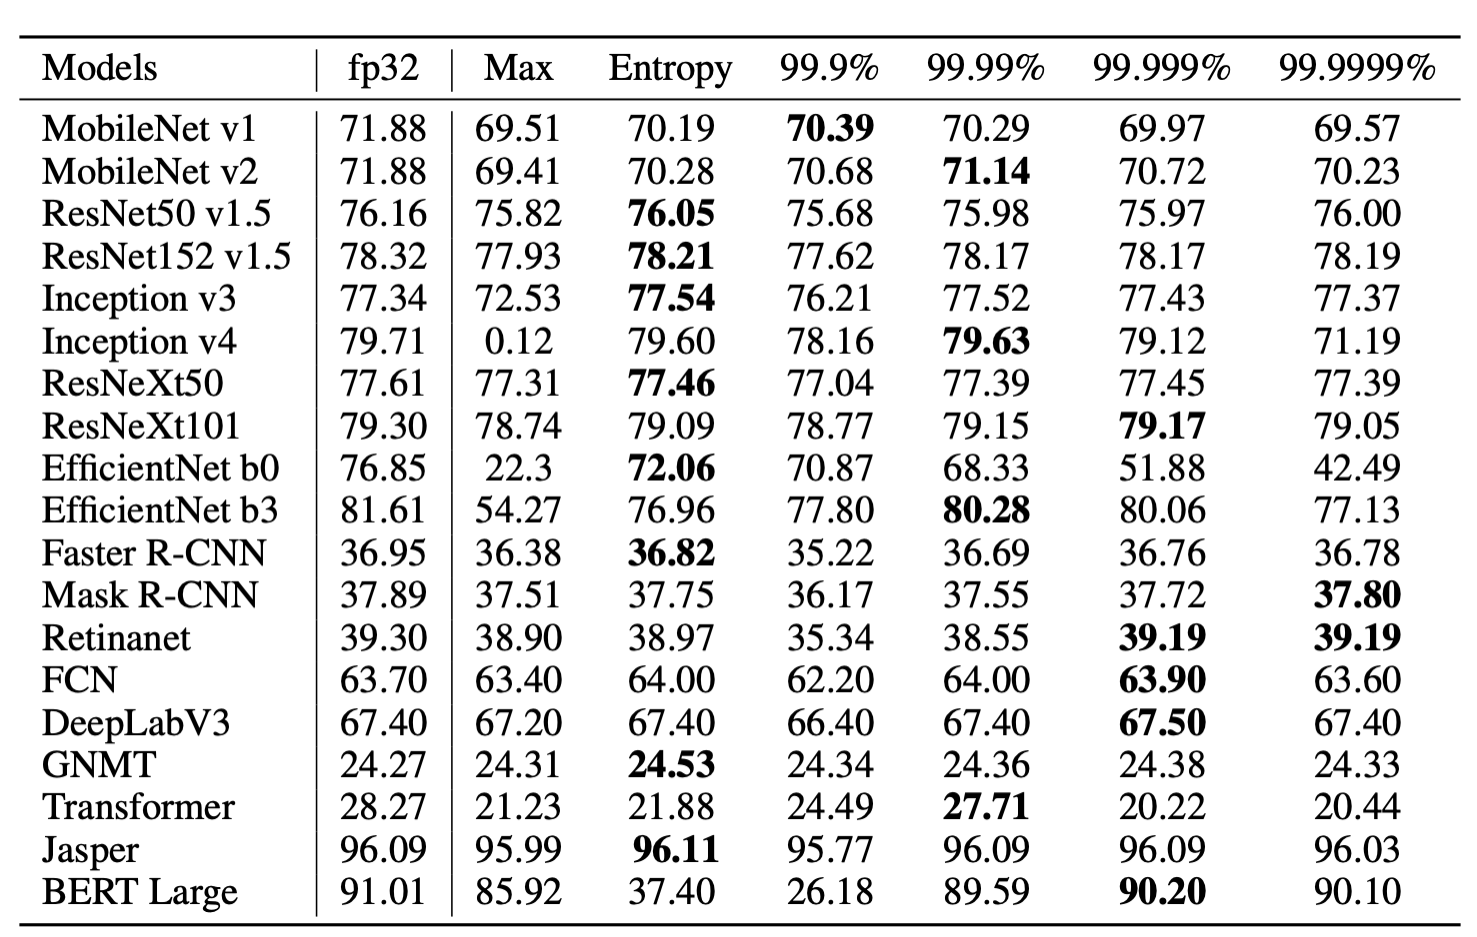 Models fp32 Max Entropy 99.9% 99.99% 99.999% 99.9999%
MobileNet v1 71.88 69.51 70.19 70.39 70.29 69.97 69.57
MobileNet v2 71.88 69.41 70.28 70.68 71.14 70.72 70.23
ResNet50 v1.5 76.16 75.82 76.05 75.68 75.98 75.97 76.00
ResNet152 v1.5 78.32 77.93 78.21 77.62 78.17 78.17 78.19
Inception v3 77.34 72.53 77.54 76.21 77.52 77.43 77.37
Inception v4 79.71 0.12 79.60 78.16 79.63 79.12 71.19
ResNeXt50 77.61 77.31 77.46 77.04 77.39 77.45 77.39
ResNeXt101 79.30 78.74 79.09 78.77 79.15 79.17 79.05
EfficientNet b0 76.85 22.3 72.06 70.87 68.33 51.88 42.49
EfficientNet b3 81.61 54.27 76.96 77.80 80.28 80.06 77.13
Faster R-CNN 36.95 36.38 36.82 35.22 36.69 36.76 36.78
Mask R-CNN 37.89 37.51 37.75 36.17 37.55 37.72 37.80
Retinanet 39.30 38.90 38.97 35.34 38.55 39.19 39.19
FCN 63.70 63.40 64.00 62.20 64.00 63.90 63.60
DeepLabV3 67.40 67.20 67.40 66.40 67.40 67.50 67.40
GNMT 24.27 24.31 24.53 24.34 24.36 24.38 24.33
Transformer 28.27 21.23 21.88 24.49 27.71 20.22 20.44
Jasper 96.09 95.99 96.11 95.77 96.09 96.09 96.03
BERT Large 91.01 85.92 37.40 26.18 89.59 90.20 90.10